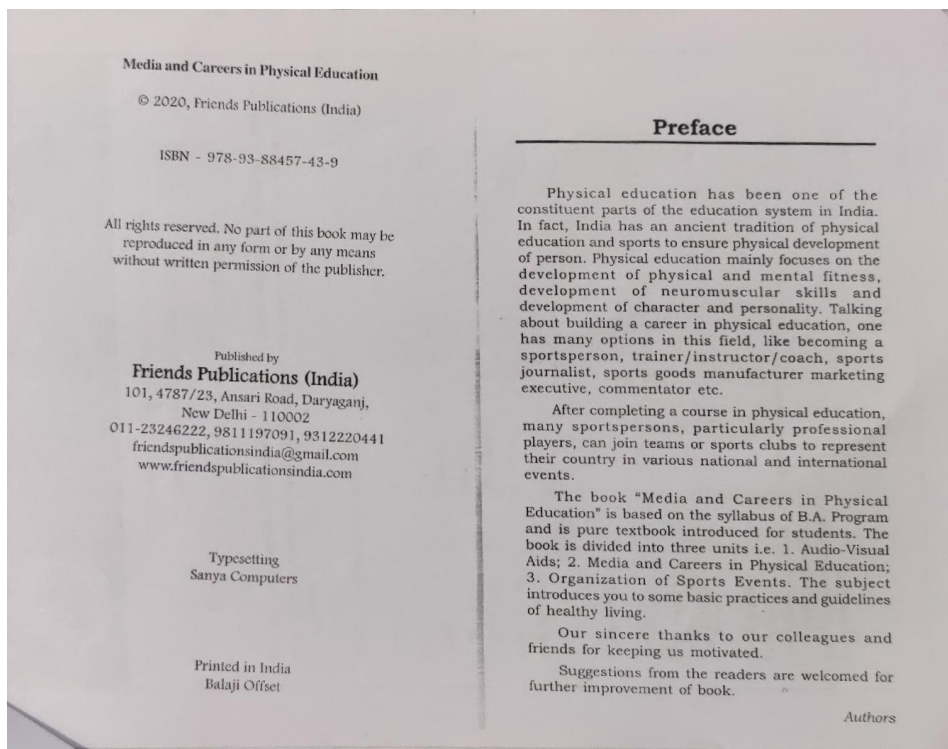 Media and Careers in Physical Education
© 2020, Friends Publications (India)
ISBN - 978-93-88457-43-9
All rights reserved. No part of this book may be
reproduced in any form or by any means
without written permission of the publisher.
Published by
Friends Publications (India)
101, 4787/23, Ansari Road, Daryaganj,
New Delhi - 110002
011-23246222, 9811197091, 9312220441
friendspublicationsindia@gmail.com
www.friendspublicationsindia.com
Typesetting
Sanya Computers
Printed in India
Balaji Offset
Preface
Physical education has been one of the
constituent parts of the education system in India.
In fact, India has an ancient tradition of physical
education and sports to ensure physical development
of person. Physical education mainly focuses on the
development of physical and mental fitness,
development of neuromuscular skills and
development of character and personality. Talking
about building a career in physical education, one
has many options in this field, like becoming a
sportsperson, trainer/instructor/coach, sports
journalist, sports goods manufacturer marketing
executive, commentator etc.
After completing a course in physical education,
many sportspersons, particularly professional
players, can join teams or sports clubs to represent
their country in various national and international
events.
The book “Media and Careers in Physical
Education” is based on the syllabus of B.A. Program
and is pure textbook introduced for students. The
book is divided into three units i.e. 1. Audio-Visual
Aids; 2. Media and Careers in Physical Education;
3. Organization of Sports Events. The subject
introduces you to some basic practices and guidelines
of healthy living.
Our sincere thanks to our colleagues and
friends for keeping us motivated.
Suggestions from the readers are welcomed for
further improvement of book.
Authors